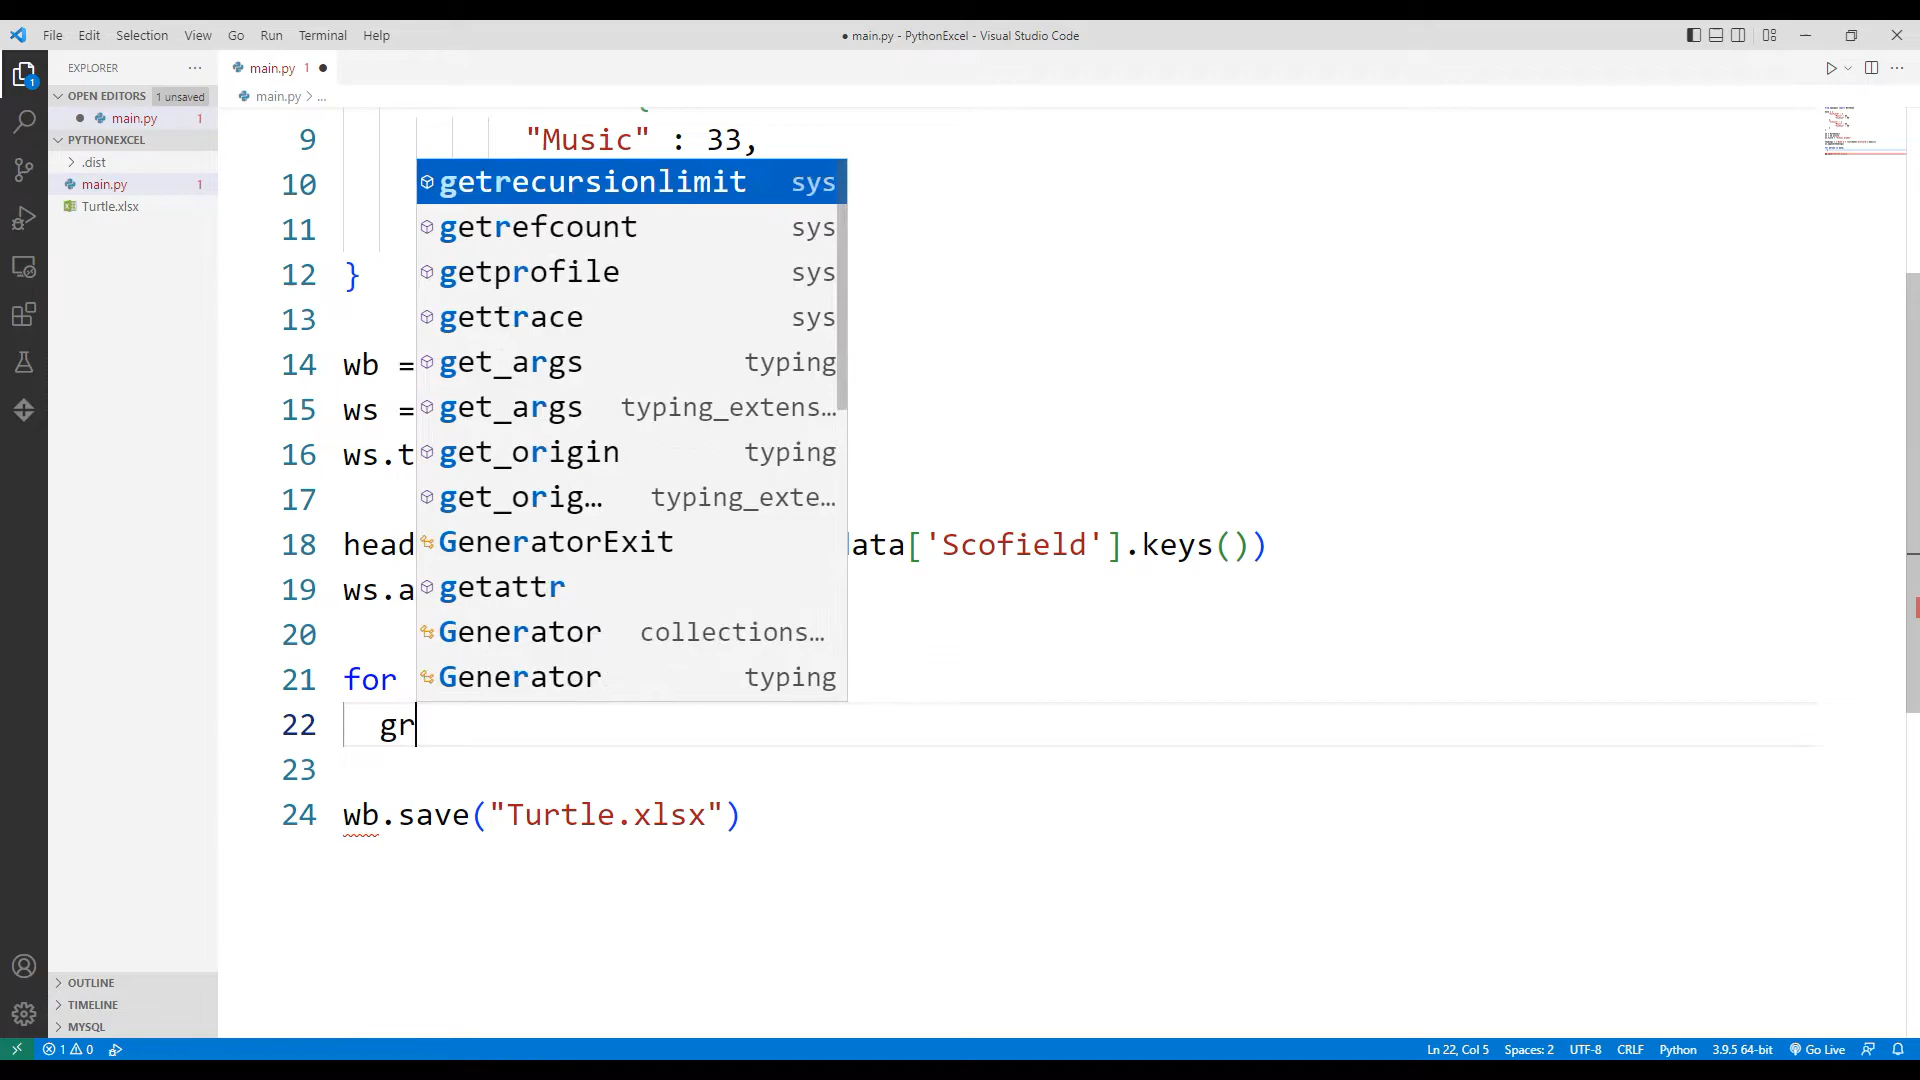 File Edit Selection View Go Run Terminal Help
● main.py - PythonExcel - Visual Studio Code
EXPLORER ...
main.py 1 ●
OPEN EDITORS 1 unsaved
main.py > ...
● main.py 1
PYTHONEXCEL
.dist
main.py 1
Turtle.xlsx
9 "Music" : 33,
10
11
12 }
13
14 wb =
15 ws =
16 ws.t
17
18 head ata['Scofield'].keys())
19 ws.a
20
21 for
22 gr
23
24 wb.save("Turtle.xlsx")
getrecursionlimit sys
getrefcount sys
getprofile sys
gettrace sys
get_args typing
get_args typing_extens...
get_origin typing
get_orig... typing_exte...
GeneratorExit
getattr
Generator collections...
Generator typing
OUTLINE
TIMELINE
MYSQL
1 0
Ln 22, Col 5 Spaces: 2 UTF-8 CRLF Python 3.9.5 64-bit Go Live